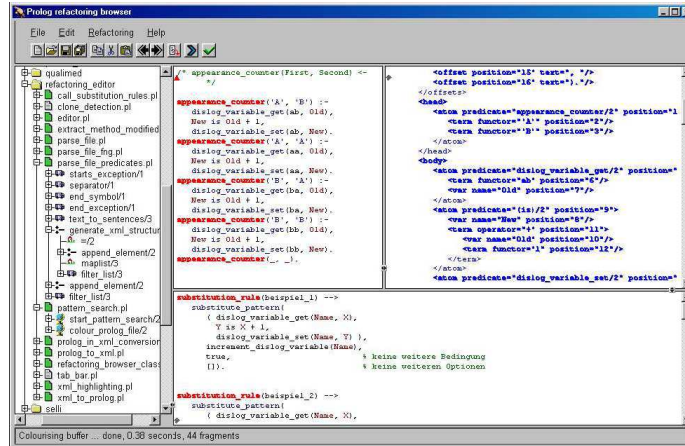 Prolog refactoring browser
File Edit Refactoring Help
qualimed
refactoring_editor
call_substitution_rules.pl
clone_detection.pl
editor.pl
extract_method_modified
parse_file.pl
parse_file_fng.pl
parse_file_predicates.pl
starts_exception/1
separator/1
end_symbol/1
end_exception/1
text_to_sentences/3
generate_xml_structur
=/2
append_element/2
maplist/3
filter_list/3
append_element/2
filter_list/3
pattern_search.pl
start_pattern_search/2
colour_prolog_file/2
prolog_in_xml_conversion
prolog_to_xml.pl
refactoring_browser_class
tab_bar.pl
xml_highlighting.pl
xml_to_prolog.pl
selli
/* appearance_counter(First, Second) <-
*/
appearance_counter('A', 'B') :-
dislog_variable_get(ab, Old),
New is Old + 1,
dislog_variable_set(ab, New).
appearance_counter('A', 'A') :-
dislog_variable_get(aa, Old),
New is Old + 1,
dislog_variable_set(aa, New).
appearance_counter('B', 'A') :-
dislog_variable_get(ba, Old),
New is Old + 1,
dislog_variable_set(ba, New).
appearance_counter('B', 'B') :-
dislog_variable_get(bb, Old),
New is Old + 1,
dislog_variable_set(bb, New).
appearance_counter(_, _).
<offset position="15" text=", "/>
<offset position="16" text=")."/>
</offsets>
<head>
<atom predicate="appearance_counter/2" position="1
<term functor="'A'" position="2"/>
<term functor="'B'" position="3"/>
</atom>
</head>
<body>
<atom predicate="dislog_variable_get/2" position="
<term functor="ab" position="6"/>
<var name="Old" position="7"/>
</atom>
<atom predicate="(is)/2" position="9">
<var name="New" position="8"/>
<term operator="+" position="11">
<var name="Old" position="10"/>
<term functor="1" position="12"/>
</term>
</atom>
<atom predicate="dislog_variable_set/2" position="
substitution_rule(beispiel_1) -->
substitute_pattern(
( dislog_variable_get(Name, X),
Y is X + 1,
dislog_variable_set(Name, Y) ),
increment_dislog_variable(Name),
true, % keine weitere Bedingung
[]). % keine weiteren Optionen
substitution_rule(beispiel_2) -->
substitute_pattern(
( dislog_variable_get(Name, X),
Colourising buffer ... done, 0.38 seconds, 44 fragments